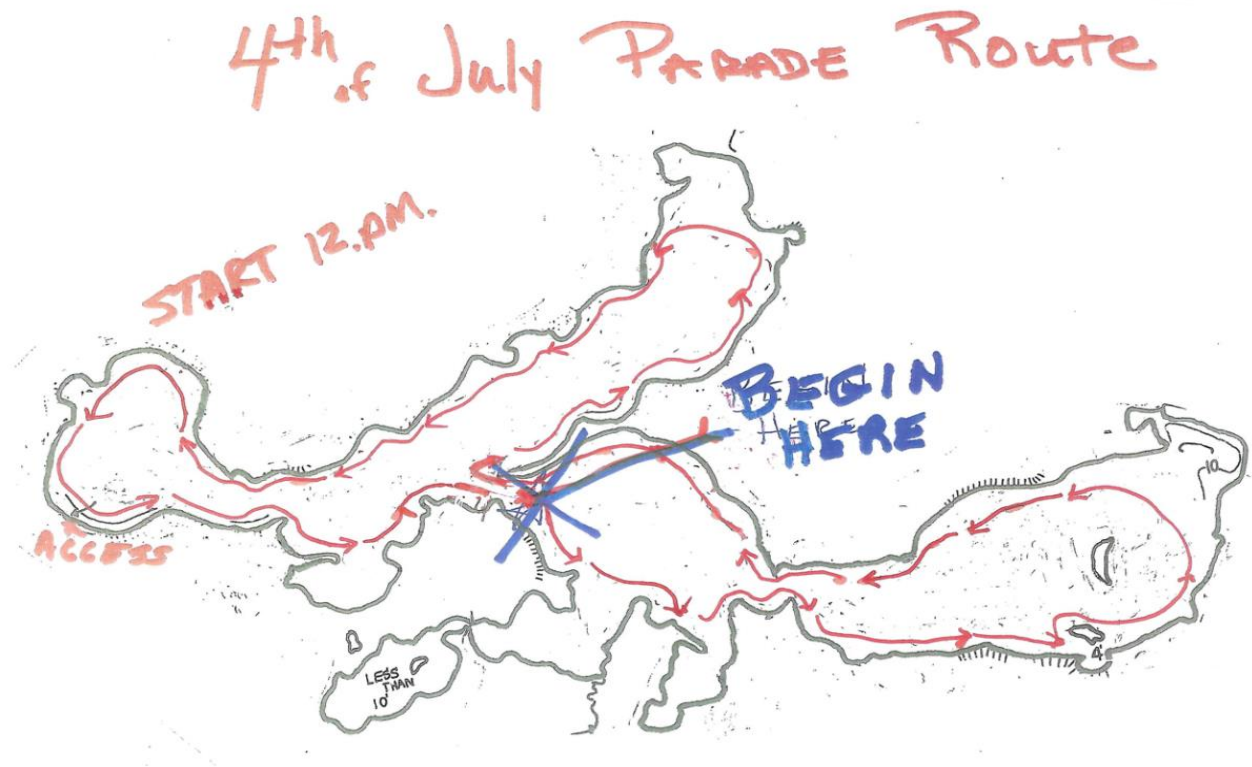 4th of July PARADE Route
START 12.PM.
BEGIN
HERE
ACCESS
10
4'
LESS
THAN
10'